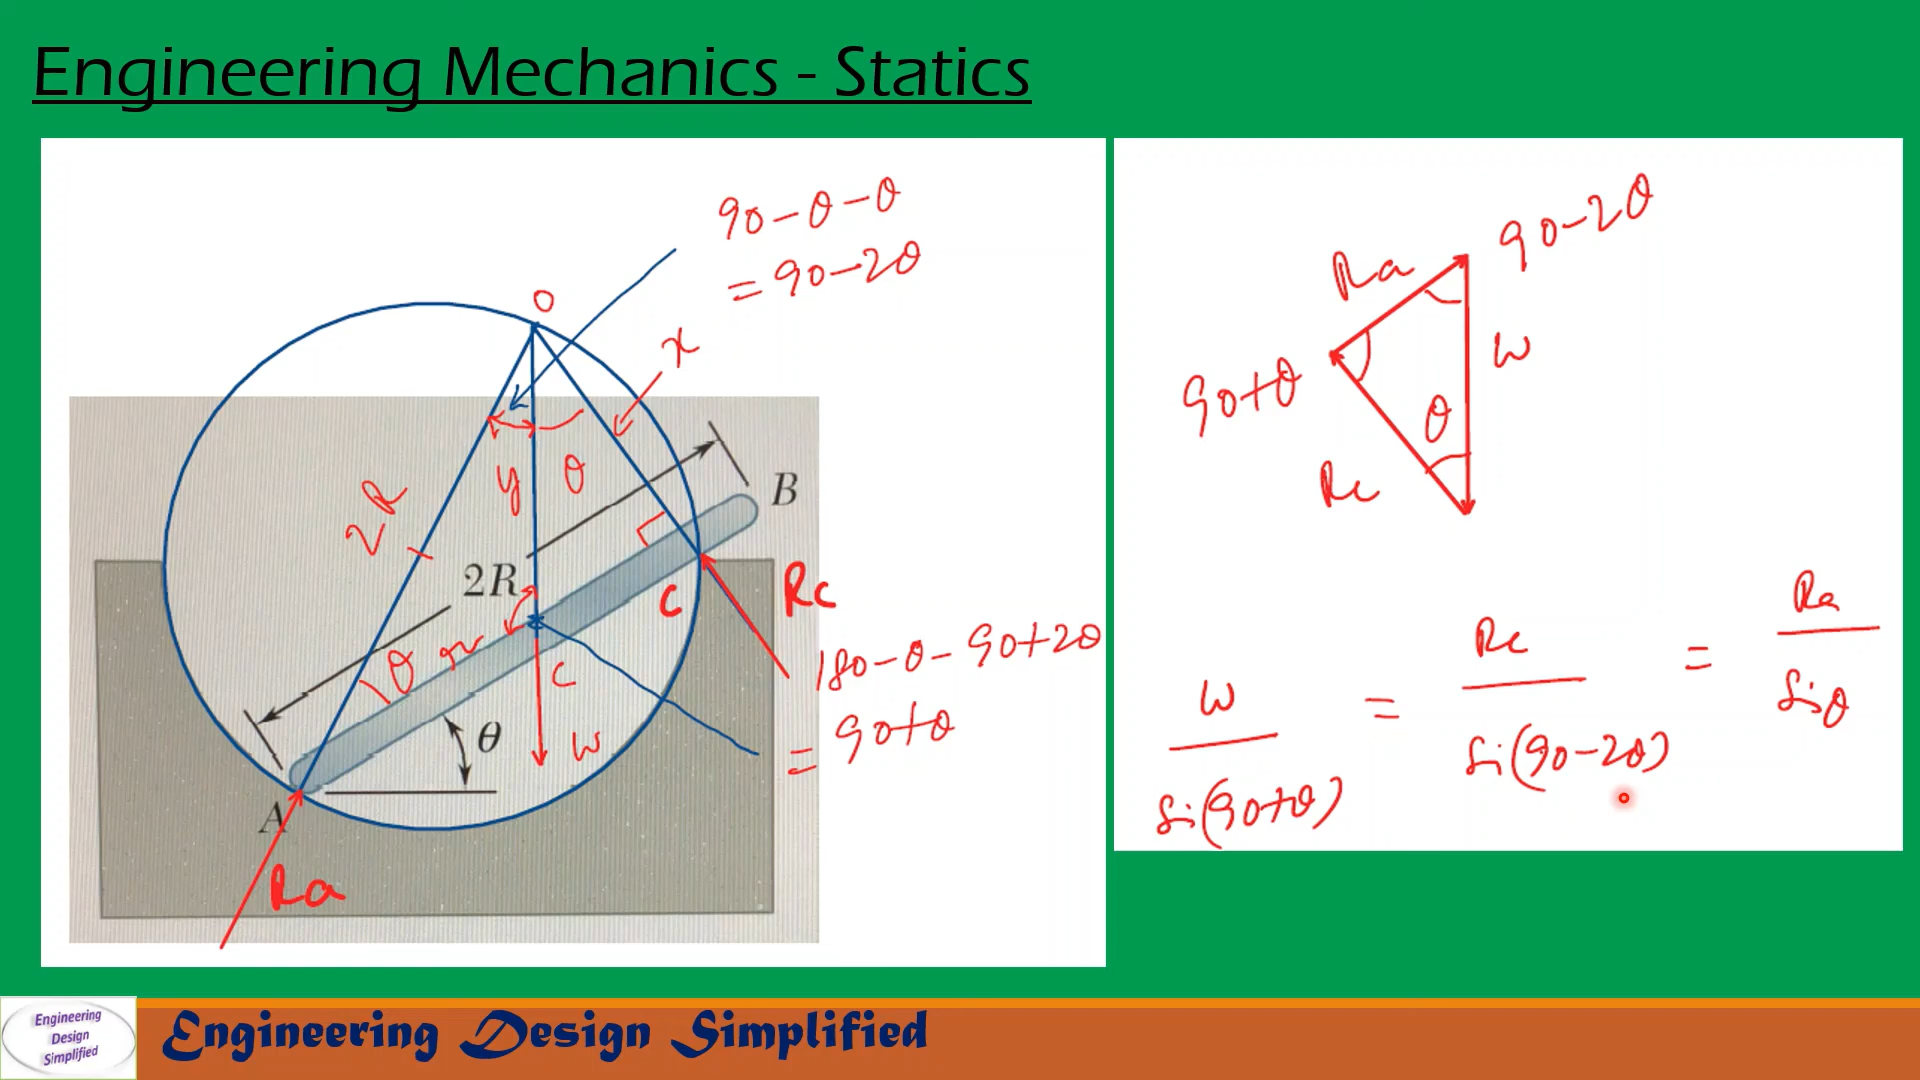 Engineering Mechanics - Statics
90-θ-θ
= 90-2θ
O
x
y
θ
2R
2R
B
C
Rc
θ
C
180-θ-90+2θ
= 90+θ
θ
W
A
Ra
90-2θ
Ra
W
90+θ
θ
Rc
W / Si(90+θ) = Rc / Si(90-2θ) = Ra / Siθ
Engineering
Design
Simplified
Engineering Design Simplified